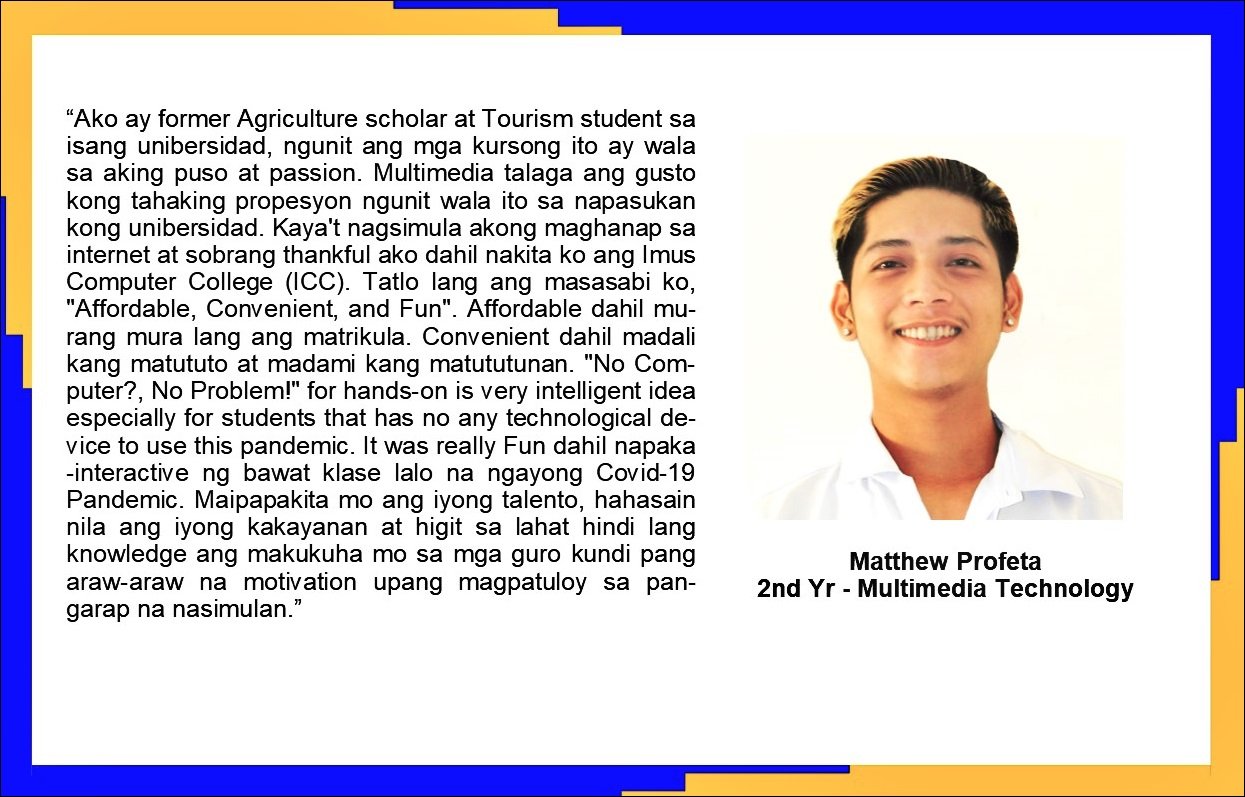 “Ako ay former Agriculture scholar at Tourism student sa
isang unibersidad, ngunit ang mga kursong ito ay wala
sa aking puso at passion. Multimedia talaga ang gusto
kong tahaking propesyon ngunit wala ito sa napasukan
kong unibersidad. Kaya't nagsimula akong maghanap sa
internet at sobrang thankful ako dahil nakita ko ang Imus
Computer College (ICC). Tatlo lang ang masasabi ko,
"Affordable, Convenient, and Fun". Affordable dahil mu-
rang mura lang ang matrikula. Convenient dahil madali
kang matututo at madami kang matututunan. "No Com-
puter?, No Problem!" for hands-on is very intelligent idea
especially for students that has no any technological de-
vice to use this pandemic. It was really Fun dahil napaka
-interactive ng bawat klase lalo na ngayong Covid-19
Pandemic. Maipapakita mo ang iyong talento, hahasain
nila ang iyong kakayanan at higit sa lahat hindi lang
knowledge ang makukuha mo sa mga guro kundi pang
araw-araw na motivation upang magpatuloy sa pan-
garap na nasimulan.”
Matthew Profeta
2nd Yr - Multimedia Technology